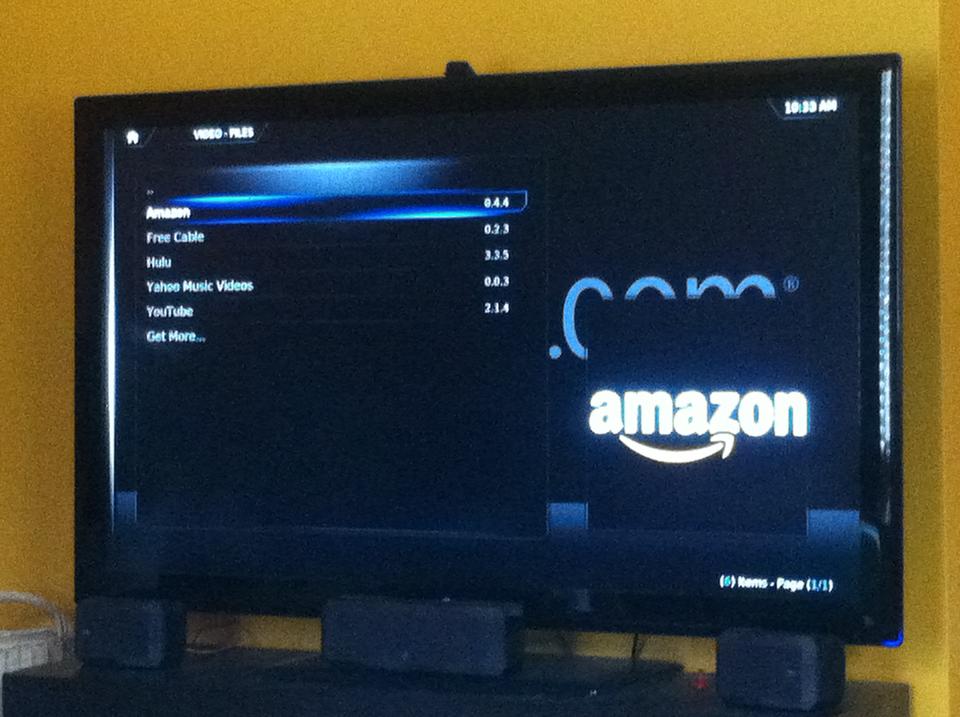 VIDEO - FILES
10:33 AM
..
Amazon 0.4.4
Free Cable 0.2.3
Hulu 3.3.5
Yahoo Music Videos 0.0.3
YouTube 2.1.4
Get More...
.com®
amazon
(6) Items - Page (1/1)